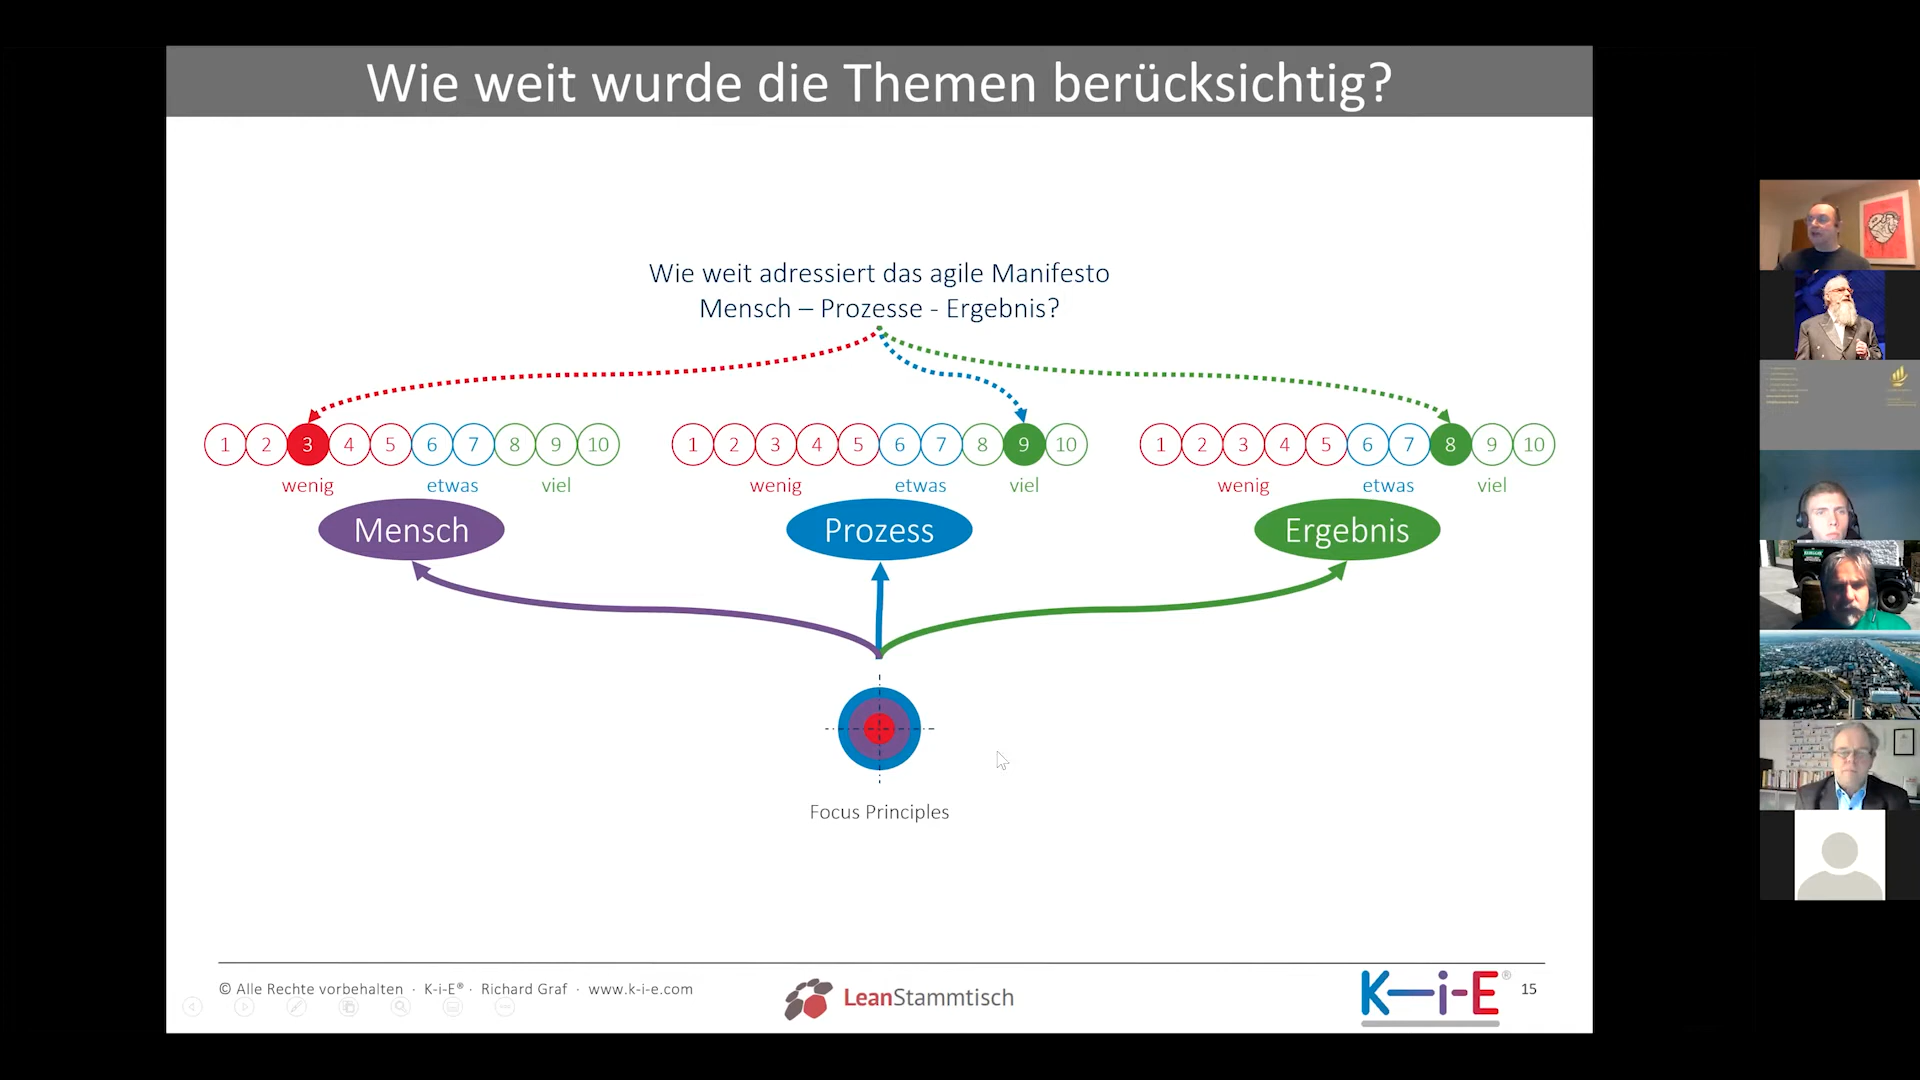 Wie weit wurde die Themen berücksichtig?
Wie weit adressiert das agile Manifesto
Mensch – Prozesse - Ergebnis?
1 2 3 4 5 6 7 8 9 10
wenig etwas viel
Mensch
1 2 3 4 5 6 7 8 9 10
wenig etwas viel
Prozess
1 2 3 4 5 6 7 8 9 10
wenig etwas viel
Ergebnis
Focus Principles
© Alle Rechte vorbehalten · K-i-E® · Richard Graf · www.k-i-e.com
LeanStammtisch
K-i-E®
15